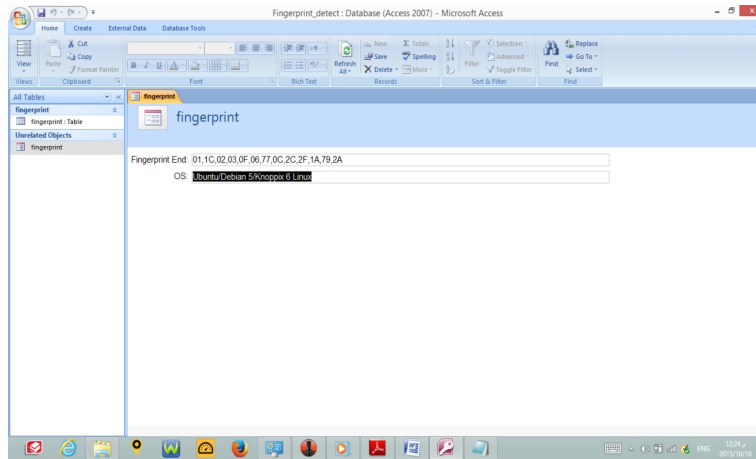 Fingerprint_detect : Database (Access 2007) - Microsoft Access
Home Create External Data Database Tools
View
Views
Paste
Cut
Copy
Format Painter
Clipboard
B I U A
Font
Rich Text
Refresh All
New
Save
Delete
Totals
Spelling
More
Records
Filter
Selection
Advanced
Toggle Filter
Sort & Filter
Find
Replace
Go To
Select
Find
All Tables
fingerprint
fingerprint : Table
Unrelated Objects
fingerprint
fingerprint
fingerprint
Fingerprint End: 01,1C,02,03,0F,06,77,0C,2C,2F,1A,79,2A
OS: Ubuntu/Debian 5/Knoppix 6 Linux
ENG
12:24 م
2015/10/10